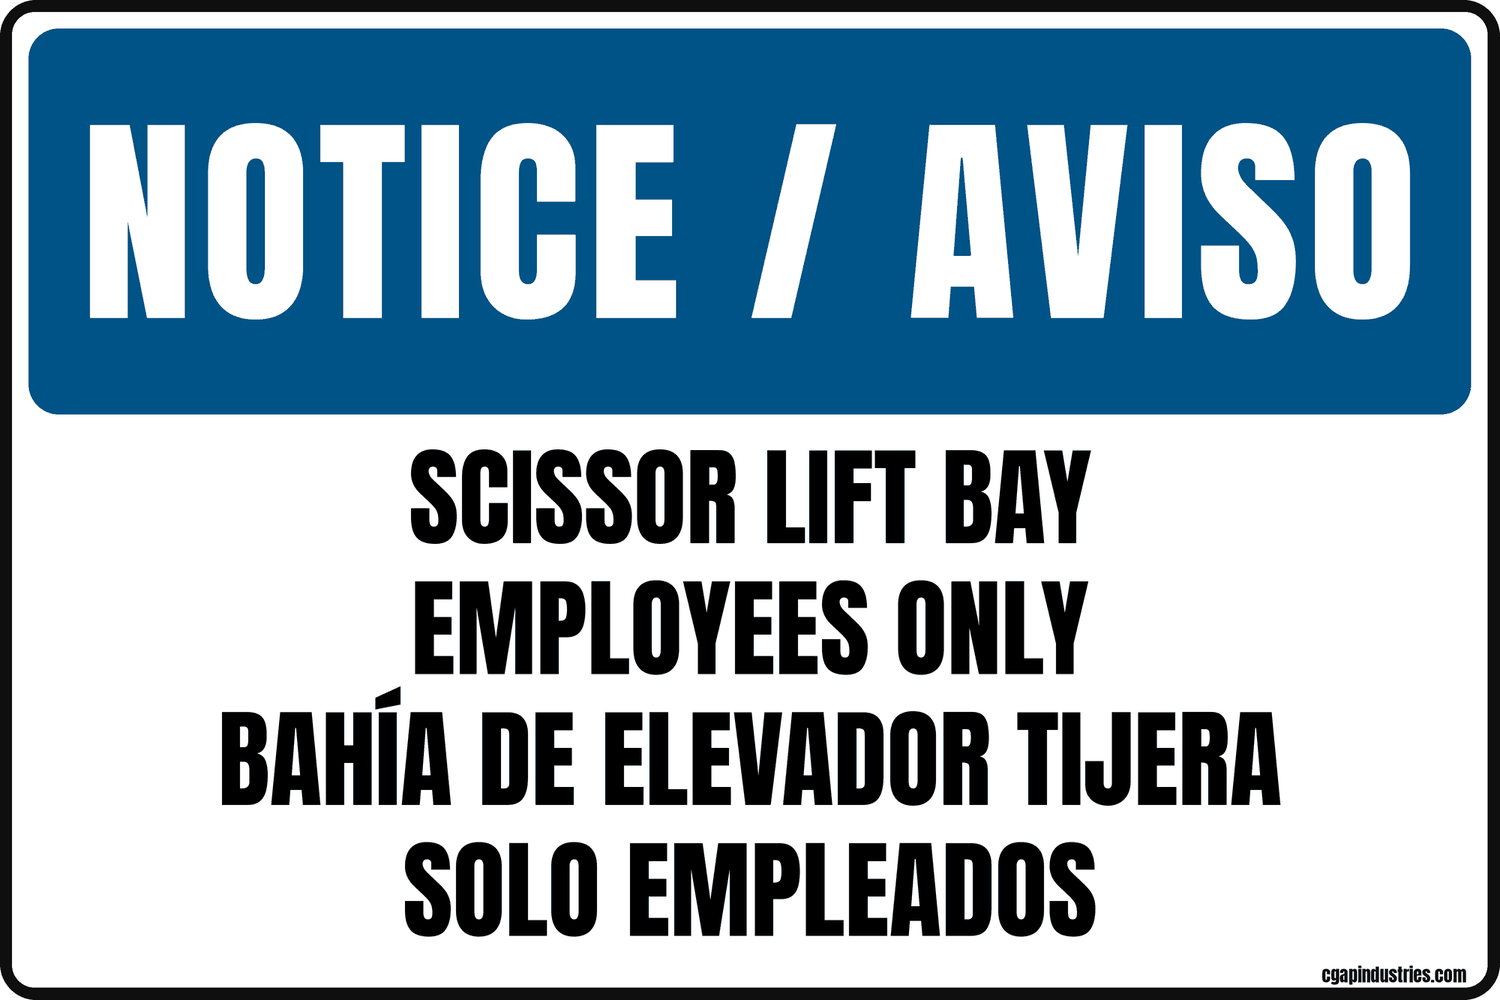 NOTICE / AVISO
SCISSOR LIFT BAY
EMPLOYEES ONLY
BAHÍA DE ELEVADOR TIJERA
SOLO EMPLEADOS
cgapindustries.com